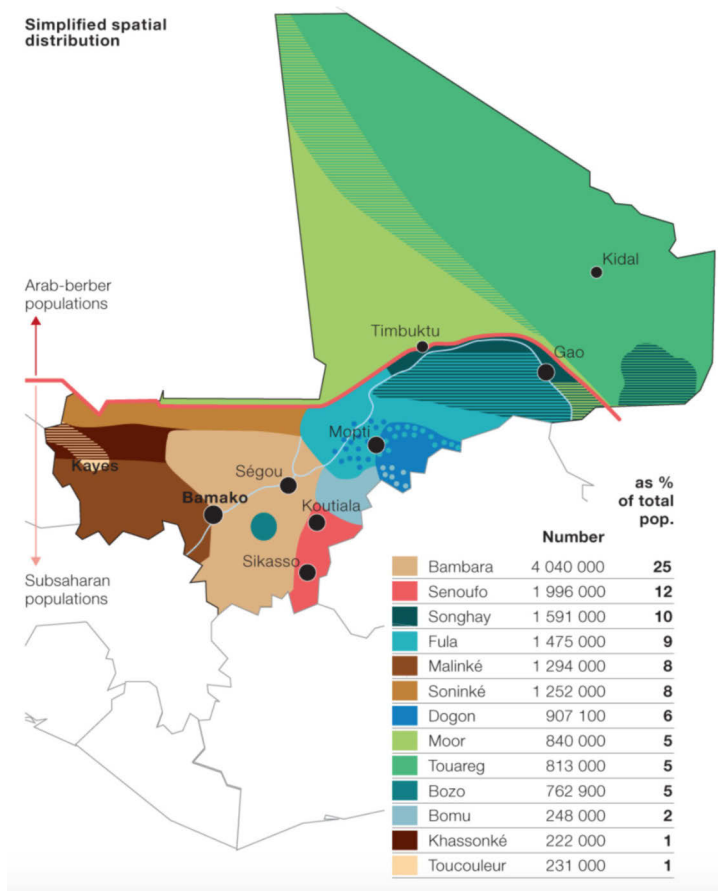 Simplified spatial
distribution
Kidal
Arab-berber
populations
Timbuktu
Gao
Mopti
Kayes
Ségou
Bamako
Koutiala
Sikasso
Subsaharan
populations
as %
of total
pop.
Number
Bambara 4 040 000 25
Senoufo 1 996 000 12
Songhay 1 591 000 10
Fula 1 475 000 9
Malinké 1 294 000 8
Soninké 1 252 000 8
Dogon 907 100 6
Moor 840 000 5
Touareg 813 000 5
Bozo 762 900 5
Bomu 248 000 2
Khassonké 222 000 1
Toucouleur 231 000 1